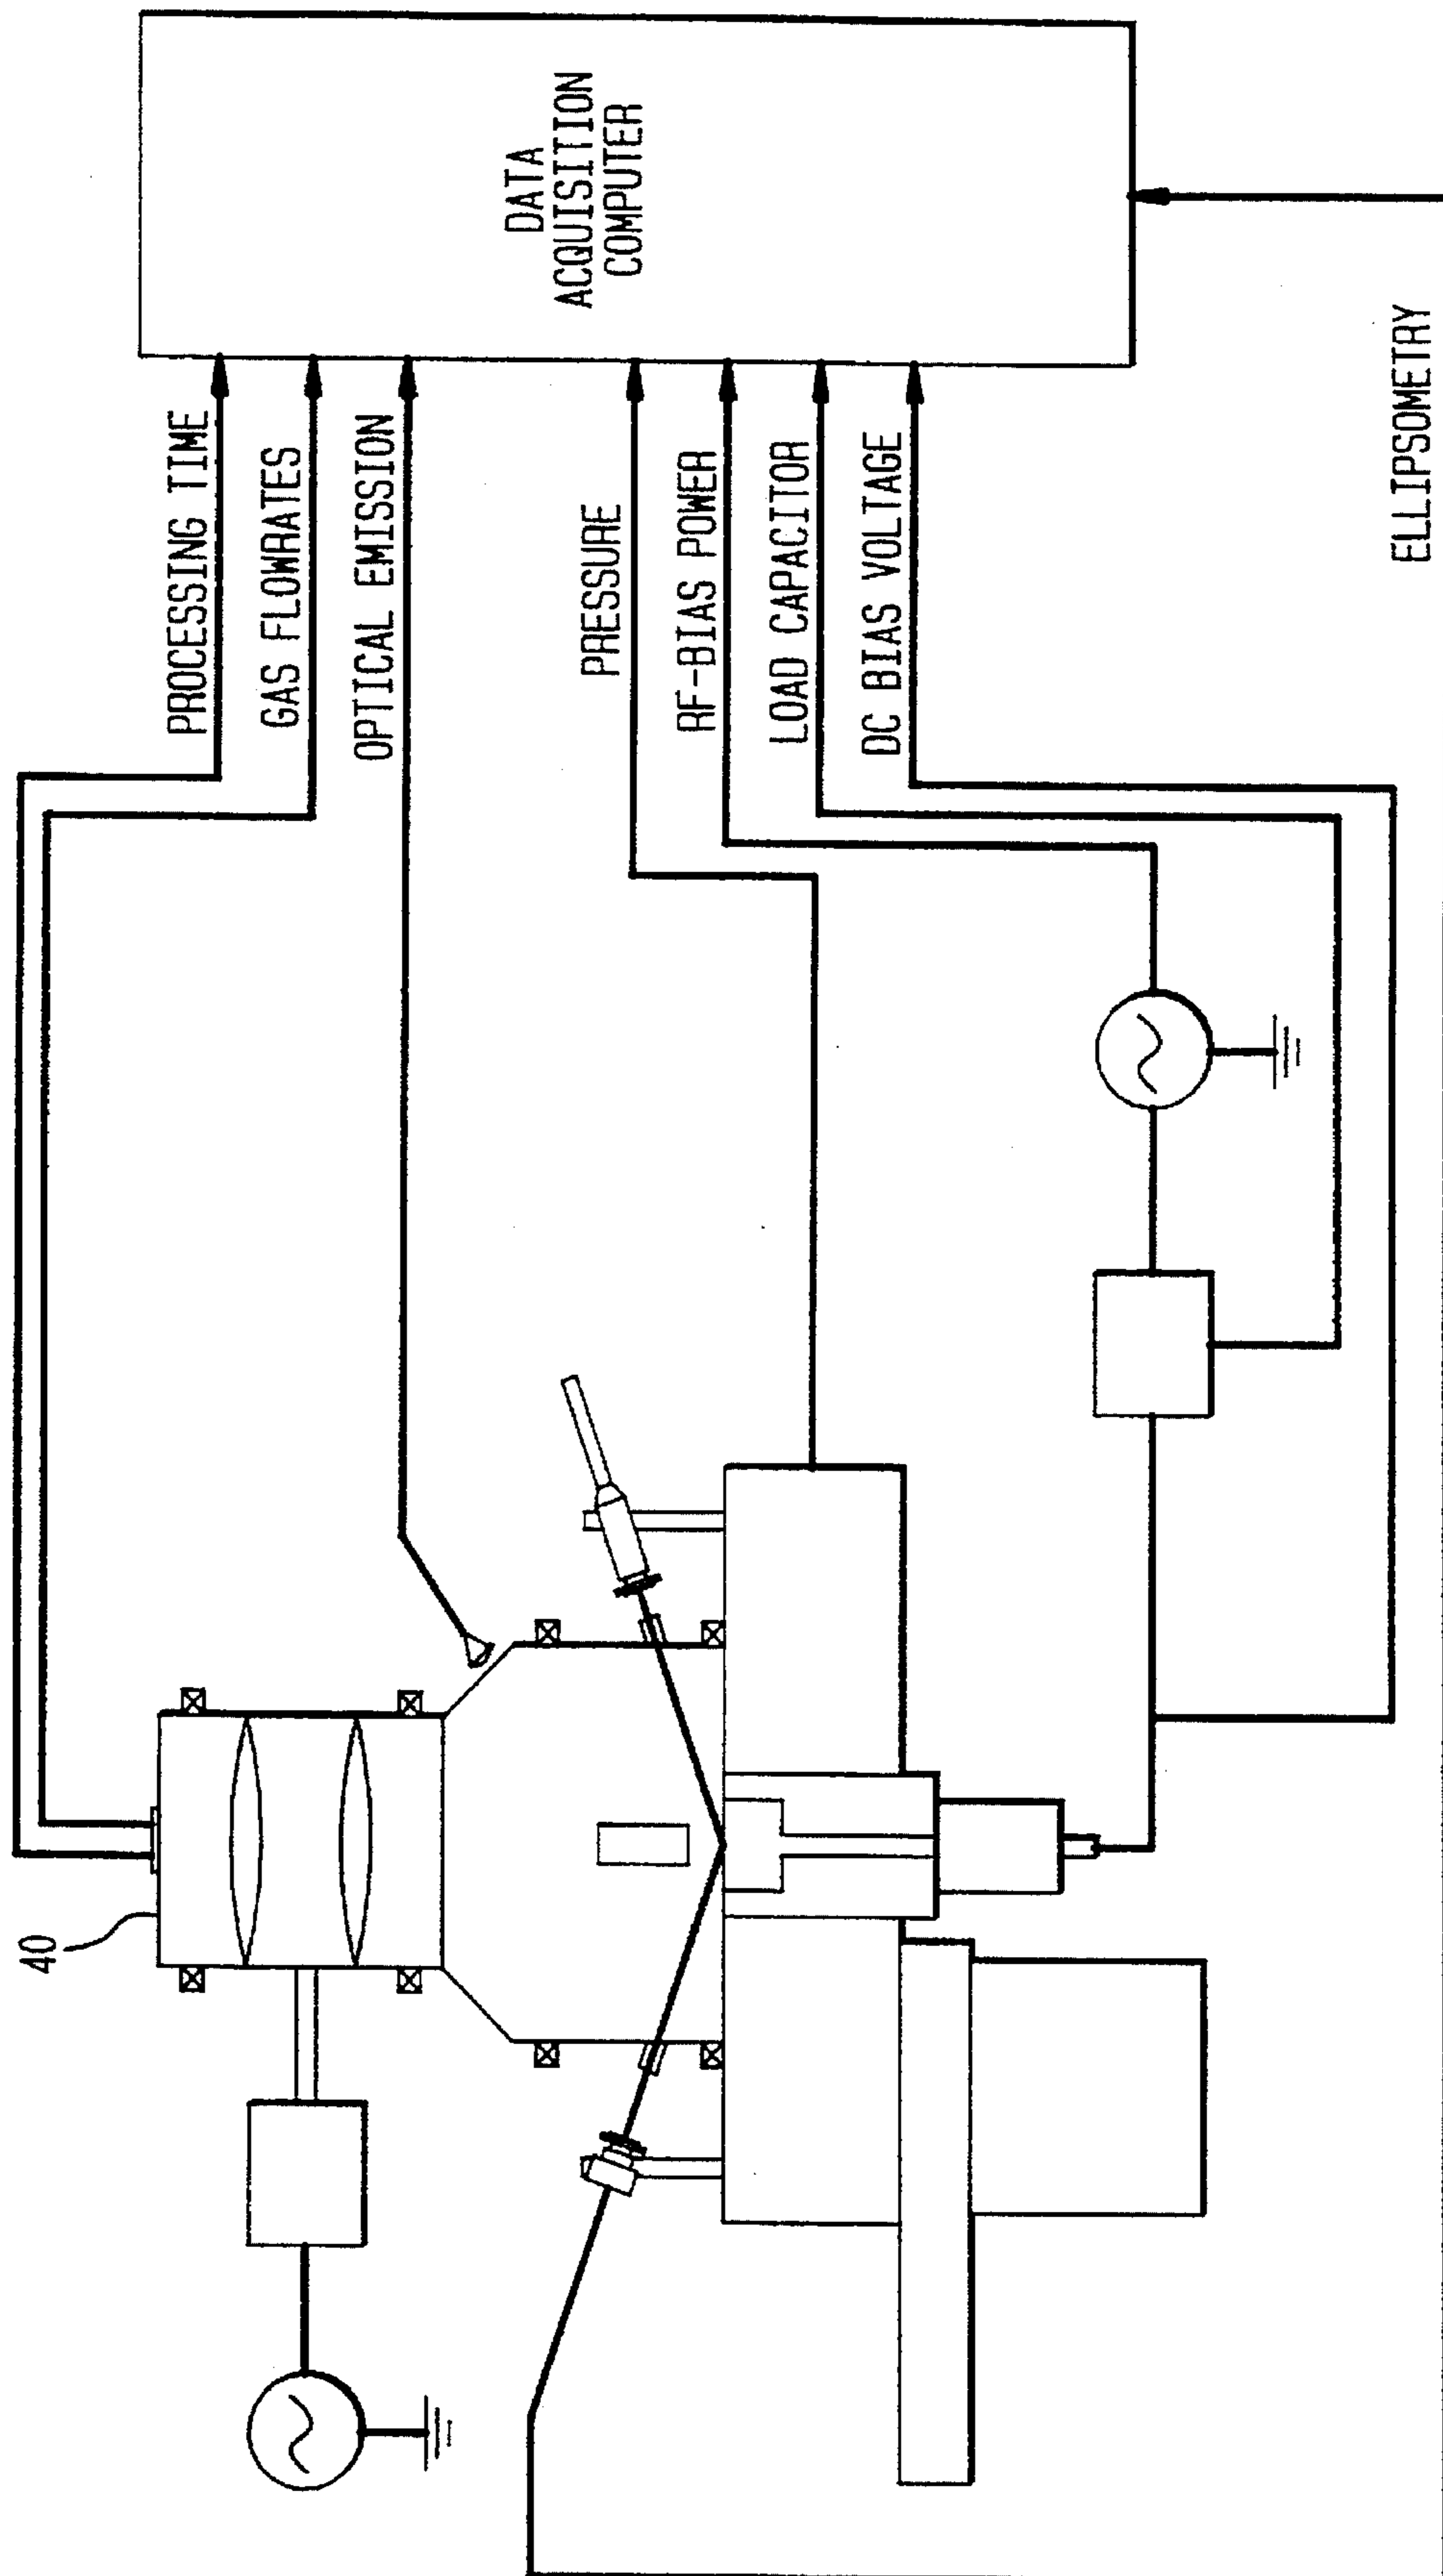 DATA
ACQUISITION
COMPUTER
PROCESSING TIME
GAS FLOWRATES
OPTICAL EMISSION
PRESSURE
RF-BIAS POWER
LOAD CAPACITOR
DC BIAS VOLTAGE
ELLIPSOMETRY
40